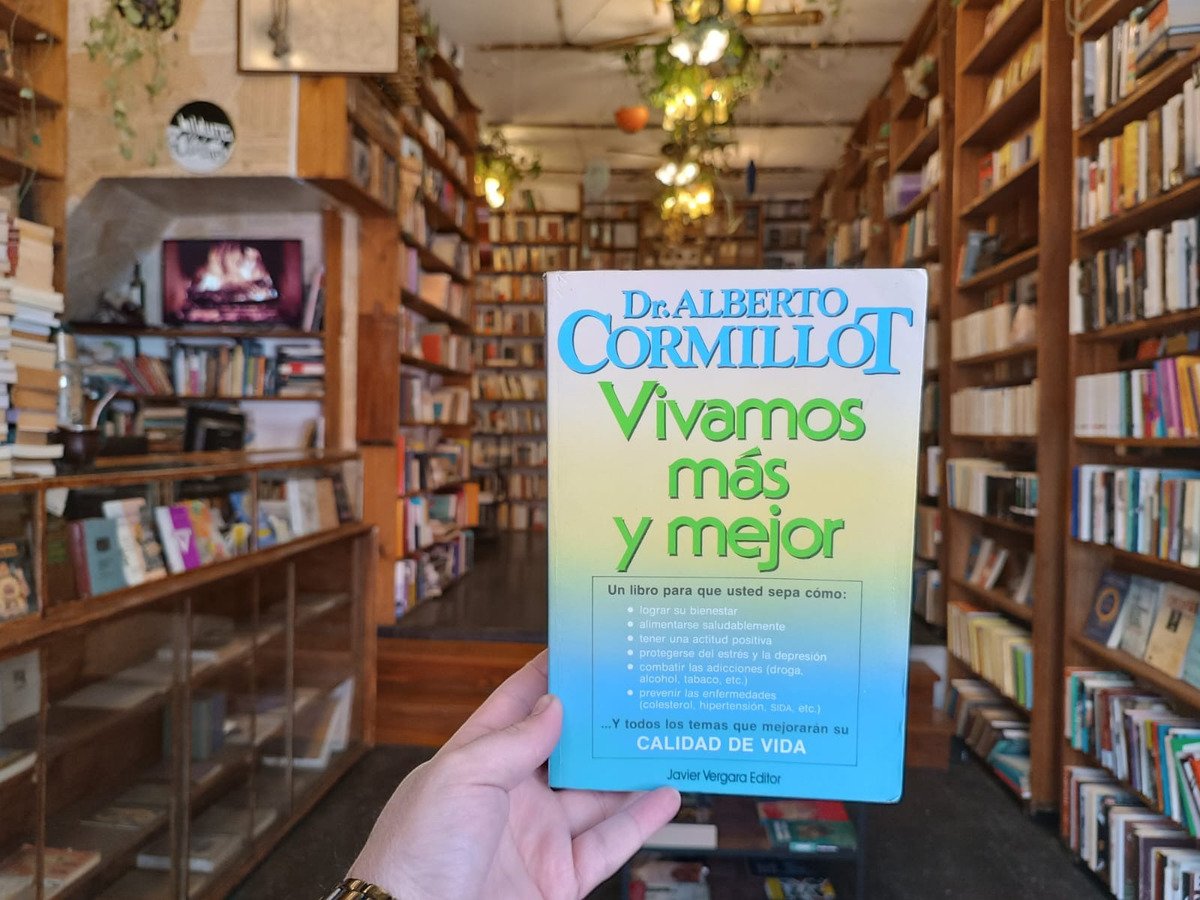 Dr. ALBERTO
CORMILLOT
Vivamos
más
y mejor
Un libro para que usted sepa cómo:
lograr su bienestar
alimentarse saludablemente
tener una actitud positiva
protegerse del estrés y la depresión
combatir las adicciones (droga,
alcohol, tabaco, etc.)
prevenir las enfermedades
(colesterol, hipertensión, SIDA, etc.)
...Y todos los temas que mejorarán su
CALIDAD DE VIDA
Javier Vergara Editor